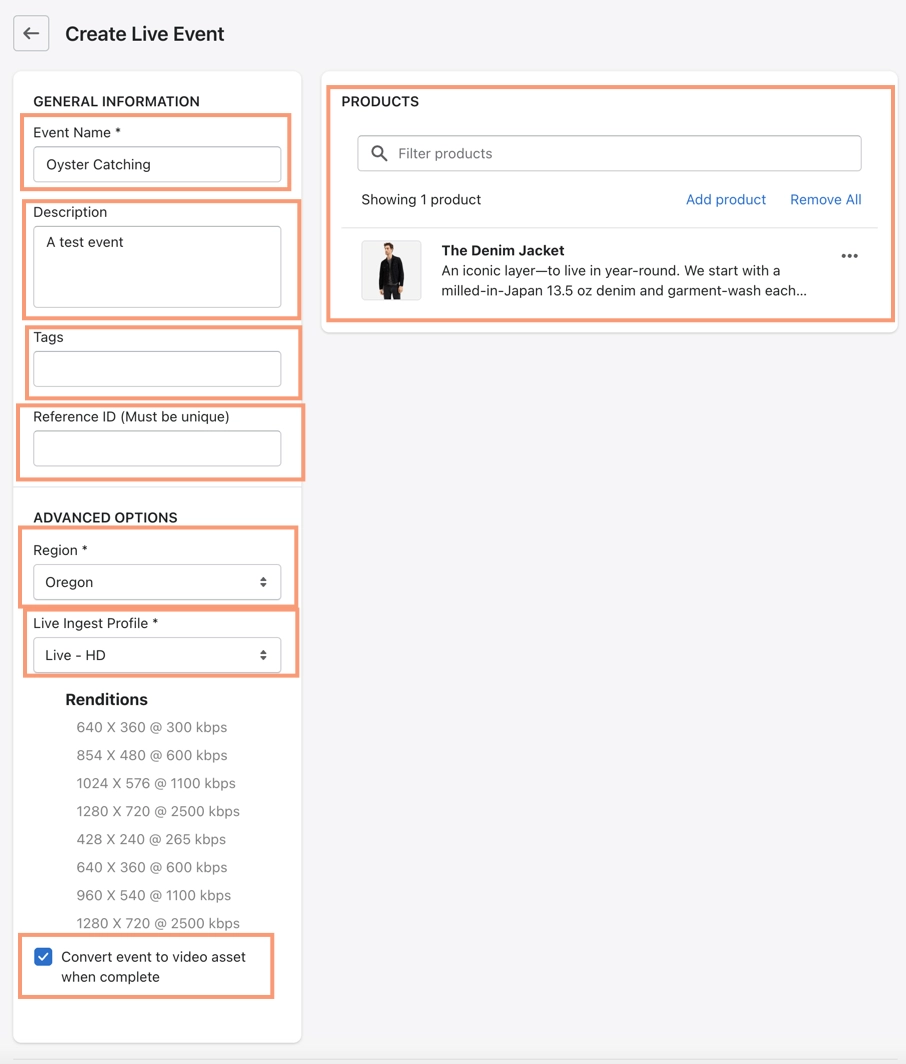 Create Live Event
GENERAL INFORMATION
Event Name *
Oyster Catching
Description
A test event
Tags
Reference ID (Must be unique)
ADVANCED OPTIONS
Region *
Oregon
Live Ingest Profile *
Live - HD
Renditions
640 X 360 @ 300 kbps
854 X 480 @ 600 kbps
1024 X 576 @ 1100 kbps
1280 X 720 @ 2500 kbps
428 X 240 @ 265 kbps
640 X 360 @ 600 kbps
960 X 540 @ 1100 kbps
1280 X 720 @ 2500 kbps
Convert event to video asset
when complete
PRODUCTS
Filter products
Showing 1 product Add product Remove All
The Denim Jacket
An iconic layer—to live in year-round. We start with a
milled-in-Japan 13.5 oz denim and garment-wash each...